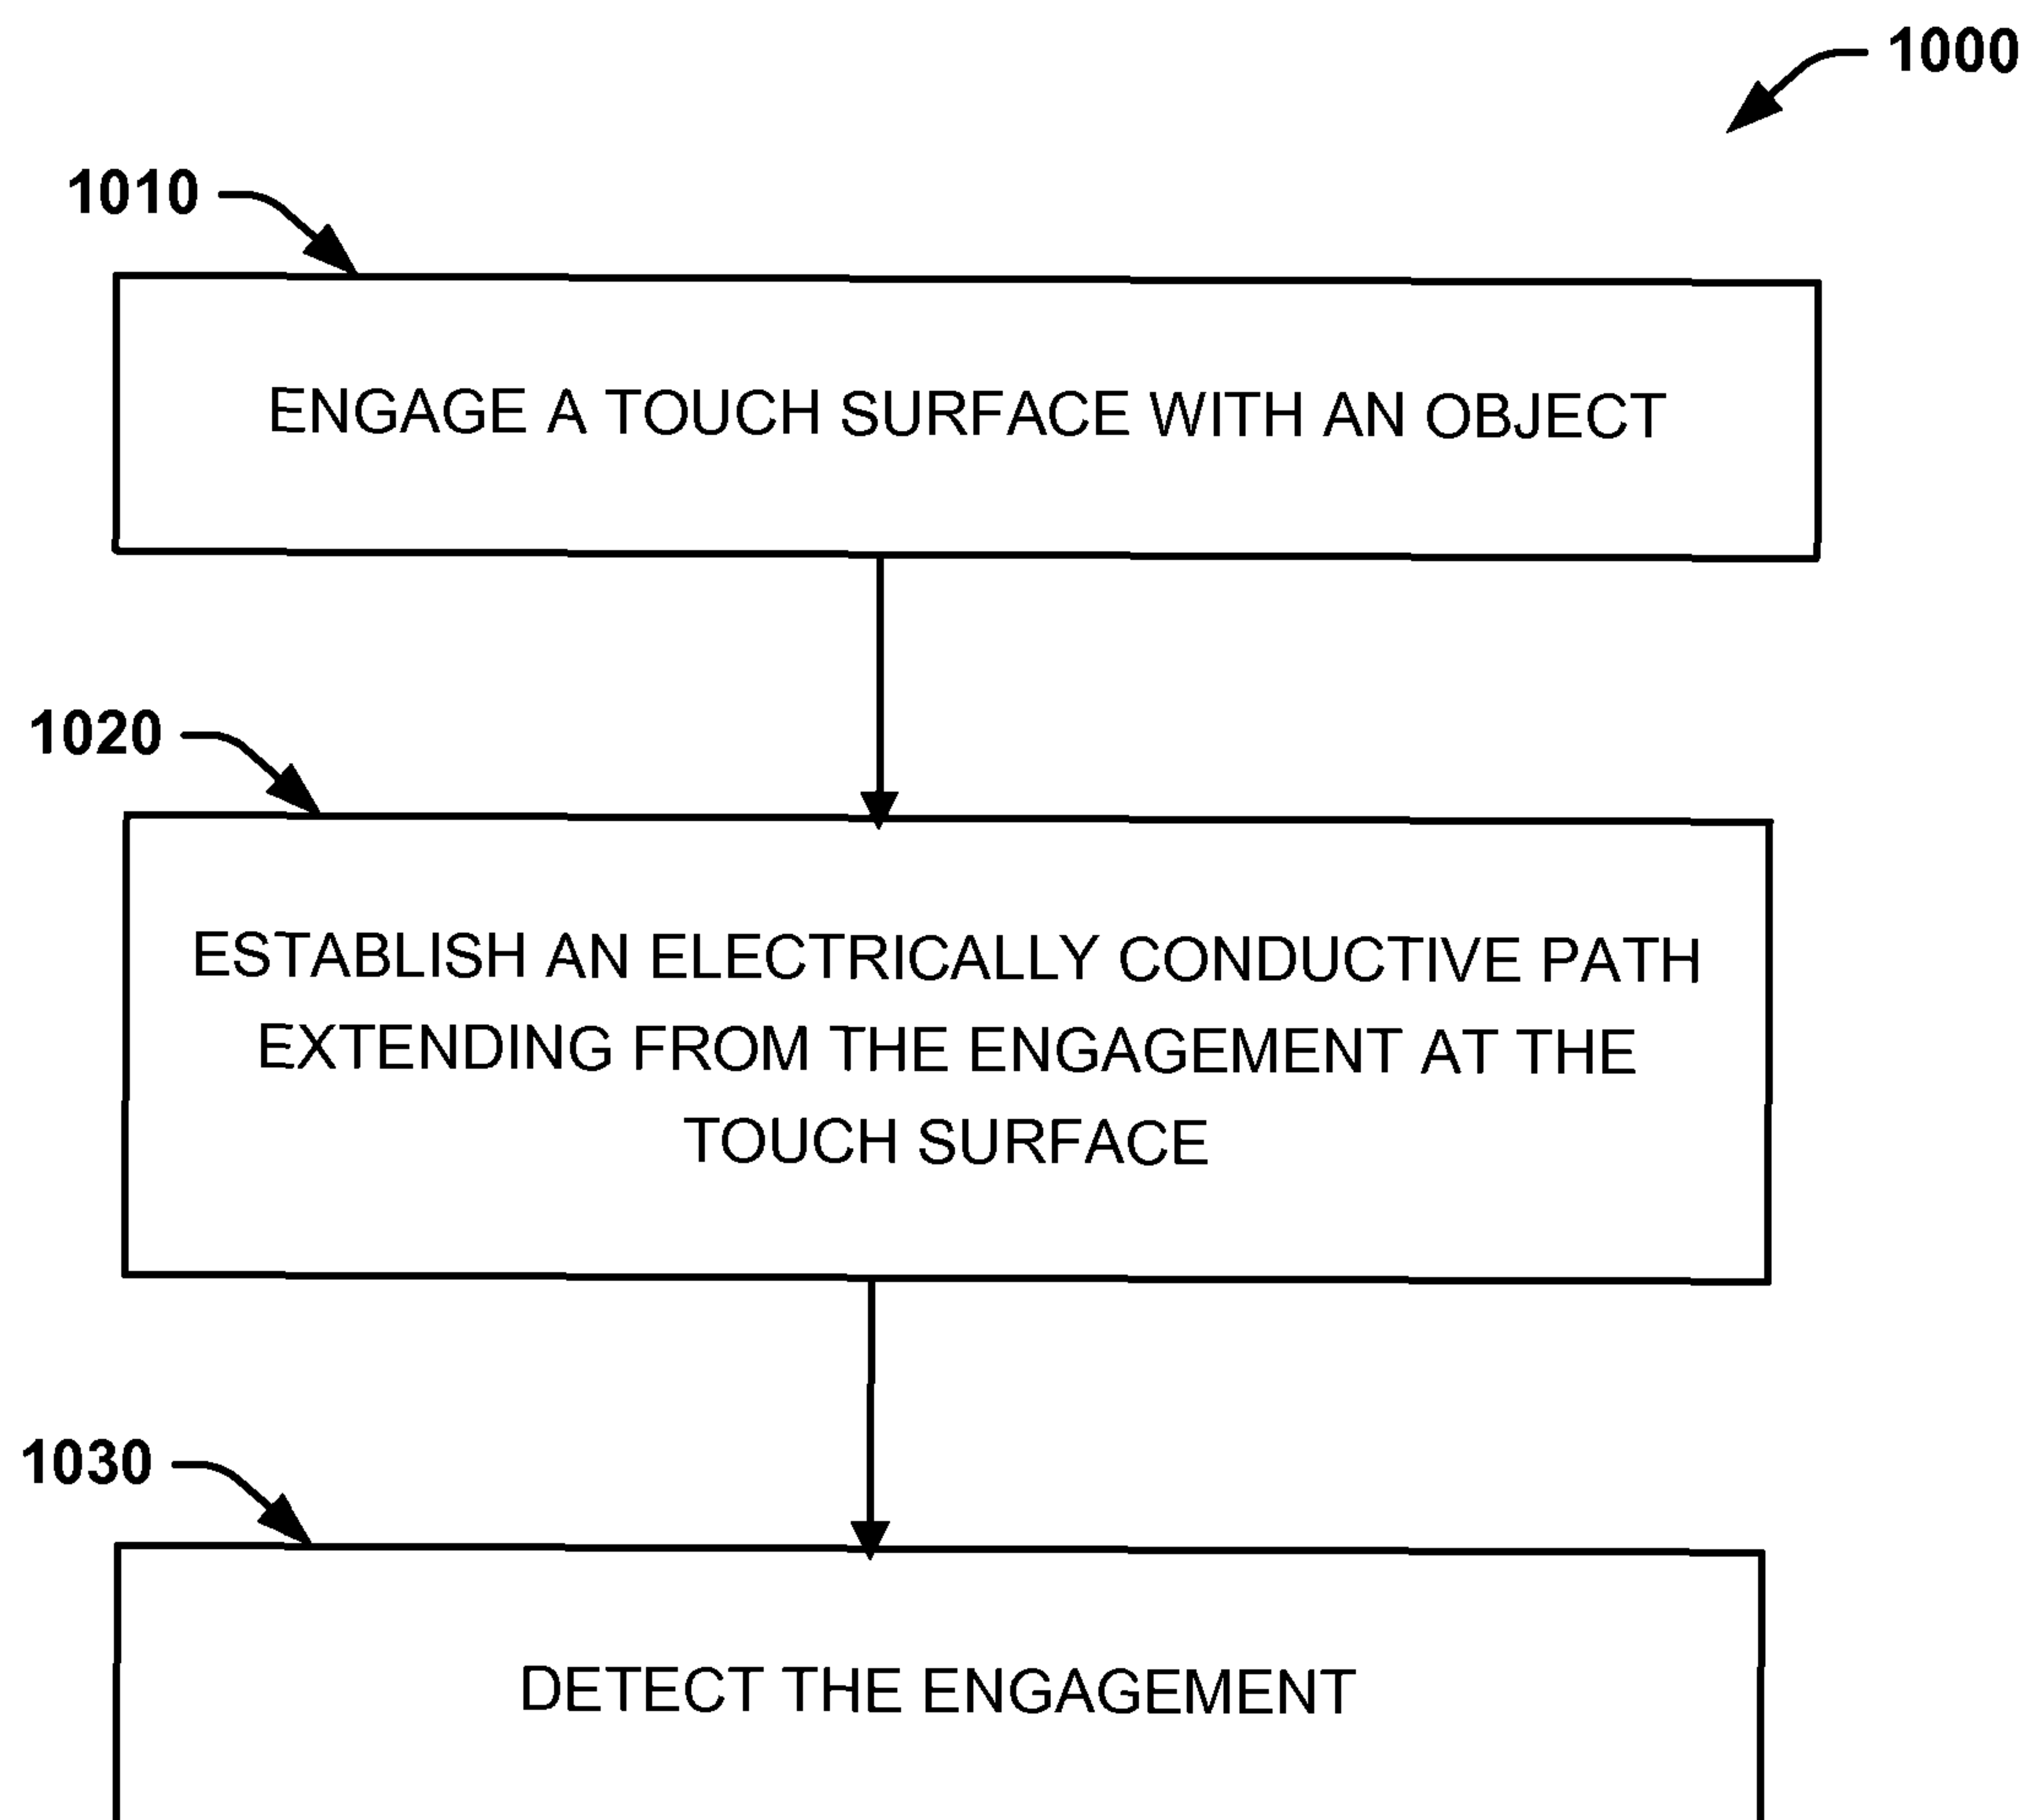 1000
1010
ENGAGE A TOUCH SURFACE WITH AN OBJECT
1020
ESTABLISH AN ELECTRICALLY CONDUCTIVE PATH
EXTENDING FROM THE ENGAGEMENT AT THE
TOUCH SURFACE
1030
DETECT THE ENGAGEMENT